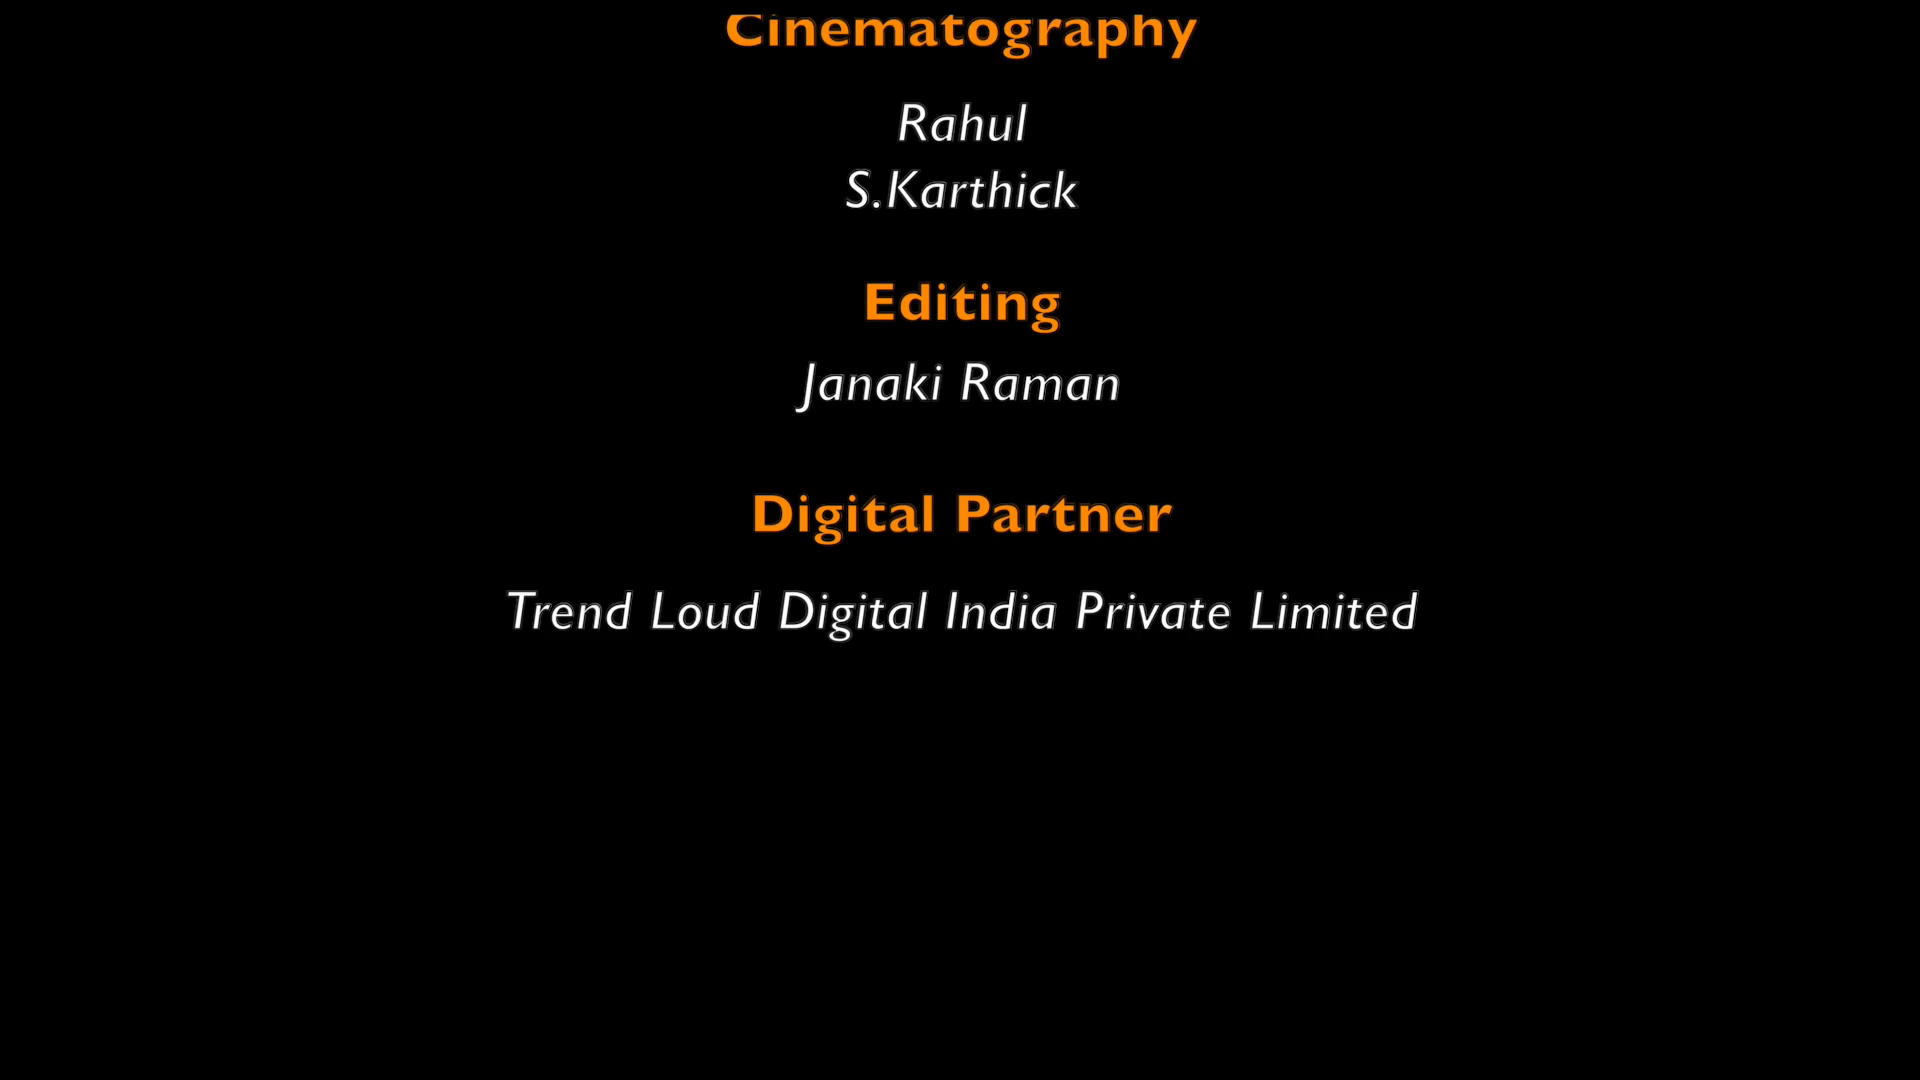 Cinematography
Rahul
S.Karthick
Editing
Janaki Raman
Digital Partner
Trend Loud Digital India Private Limited